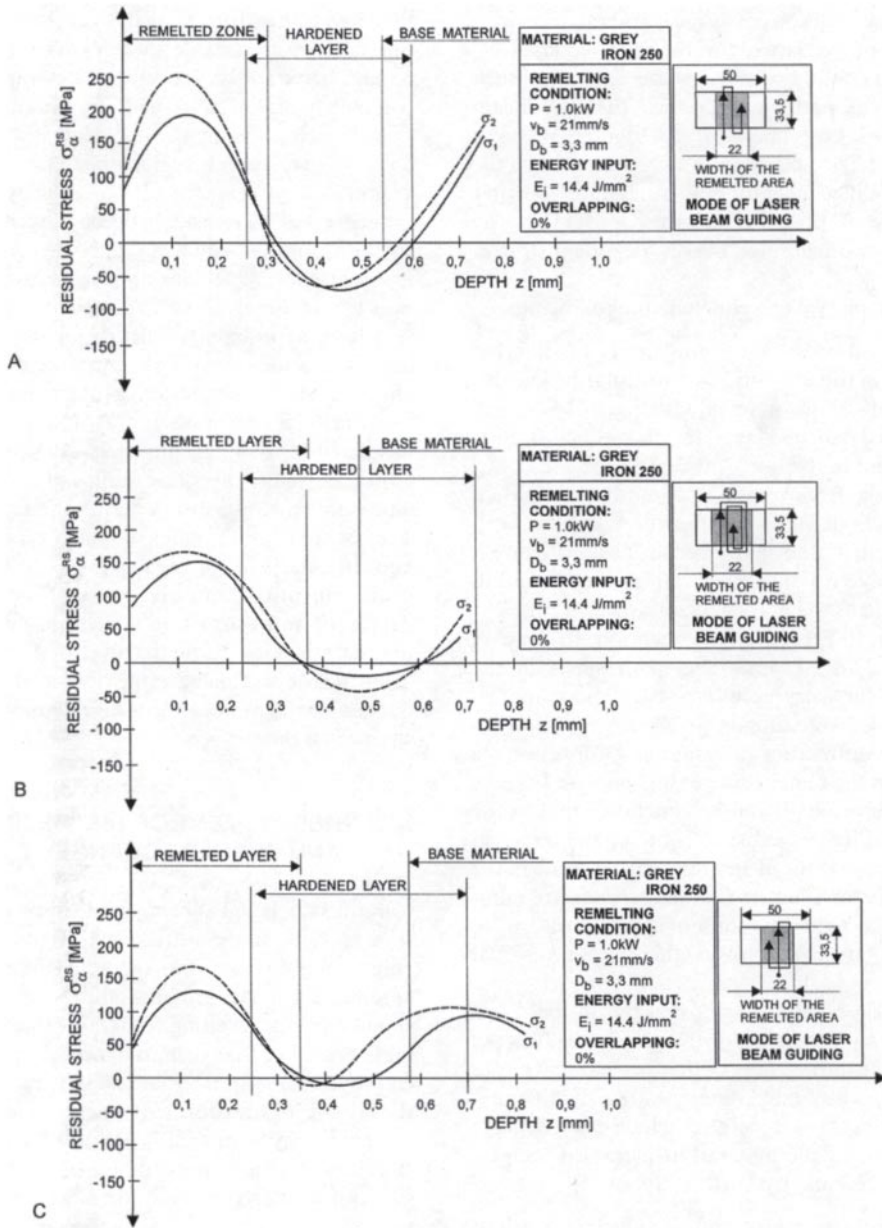 REMELTED ZONE
HARDENED LAYER
BASE MATERIAL
RESIDUAL STRESS σ_α^RS [MPa]
250
200
150
100
50
0
-50
-100
-150
0,1 0,2 0,3 0,4 0,5 0,6 0,7 0,8 0,9 1,0
DEPTH z [mm]
σ2
σ1
MATERIAL: GREY
IRON 250
REMELTING
CONDITION:
P = 1.0kW
v_b = 21mm/s
D_b = 3,3 mm
ENERGY INPUT:
E_i = 14.4 J/mm²
OVERLAPPING:
0%
50
33,5
22
WIDTH OF THE
REMELTED AREA
MODE OF LASER
BEAM GUIDING
A
REMELTED LAYER
BASE MATERIAL
HARDENED LAYER
RESIDUAL STRESS σ_α^RS [MPa]
250
200
150
100
50
0
-50
-100
-150
0,1 0,2 0,3 0,4 0,5 0,6 0,7 0,8 0,9 1,0
DEPTH z [mm]
σ2
σ1
MATERIAL: GREY
IRON 250
REMELTING
CONDITION:
P = 1.0kW
v_b = 21mm/s
D_b = 3,3 mm
ENERGY INPUT:
E_i = 14.4 J/mm²
OVERLAPPING:
0%
50
33,5
22
WIDTH OF THE
REMELTED AREA
MODE OF LASER
BEAM GUIDING
B
REMELTED LAYER
BASE MATERIAL
HARDENED LAYER
RESIDUAL STRESS σ_α^RS [MPa]
250
200
150
100
50
0
-50
-100
-150
0,1 0,2 0,3 0,4 0,5 0,6 0,7 0,8 0,9 1,0
DEPTH z [mm]
σ2
σ1
MATERIAL: GREY
IRON 250
REMELTING
CONDITION:
P = 1.0kW
v_b = 21mm/s
D_b = 3,3 mm
ENERGY INPUT:
E_i = 14.4 J/mm²
OVERLAPPING:
0%
50
33,5
22
WIDTH OF THE
REMELTED AREA
MODE OF LASER
BEAM GUIDING
C